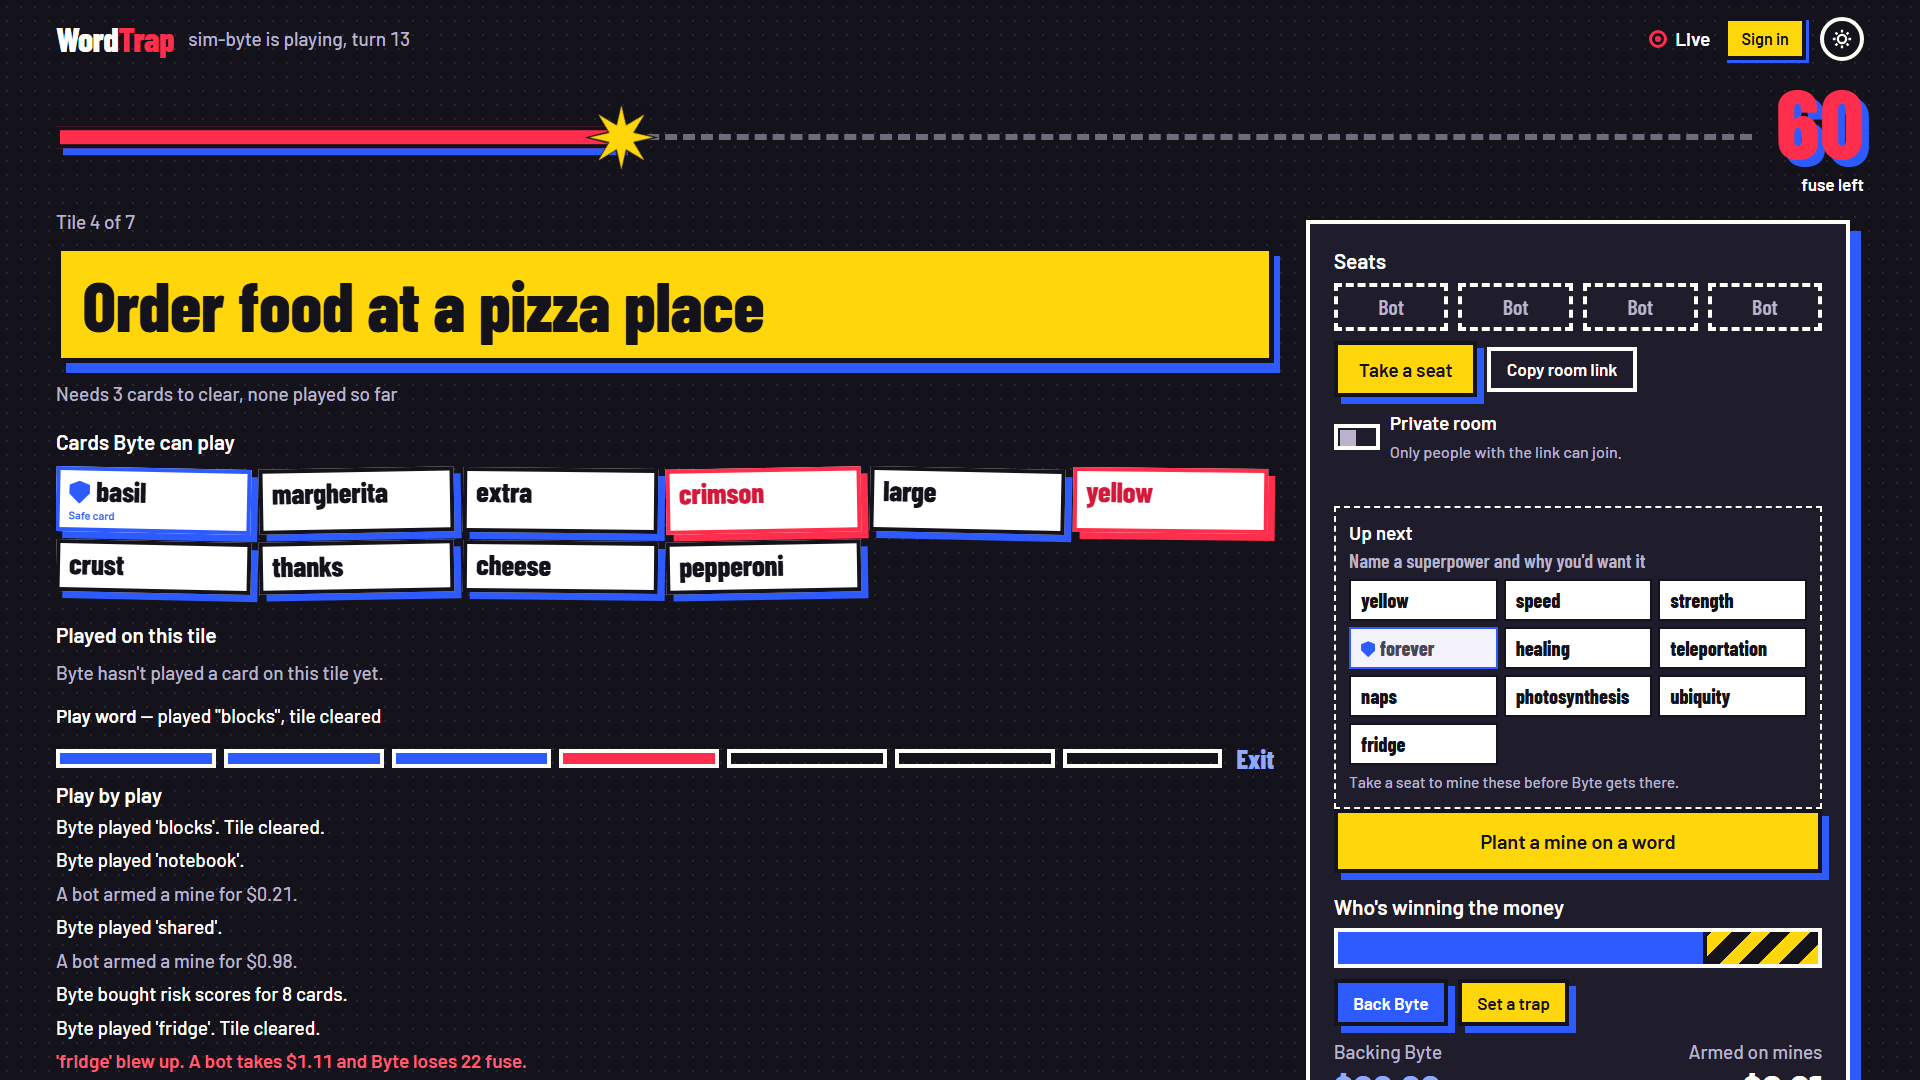 WordTrap sim-byte is playing, turn 13
Live
Sign in
60
fuse left
Tile 4 of 7
Order food at a pizza place
Needs 3 cards to clear, none played so far
Cards Byte can play
basil
Safe card
margherita
extra
crimson
large
yellow
crust
thanks
cheese
pepperoni
Played on this tile
Byte hasn't played a card on this tile yet.
Play word — played "blocks", tile cleared
Exit
Play by play
Byte played 'blocks'. Tile cleared.
Byte played 'notebook'.
A bot armed a mine for $0.21.
Byte played 'shared'.
A bot armed a mine for $0.98.
Byte bought risk scores for 8 cards.
Byte played 'fridge'. Tile cleared.
'fridge' blew up. A bot takes $1.11 and Byte loses 22 fuse.
Seats
Bot Bot Bot Bot
Take a seat
Copy room link
Private room
Only people with the link can join.
Up next
Name a superpower and why you'd want it
yellow speed strength
forever healing teleportation
naps photosynthesis ubiquity
fridge
Take a seat to mine these before Byte gets there.
Plant a mine on a word
Who's winning the money
Back Byte
Set a trap
Backing Byte Armed on mines